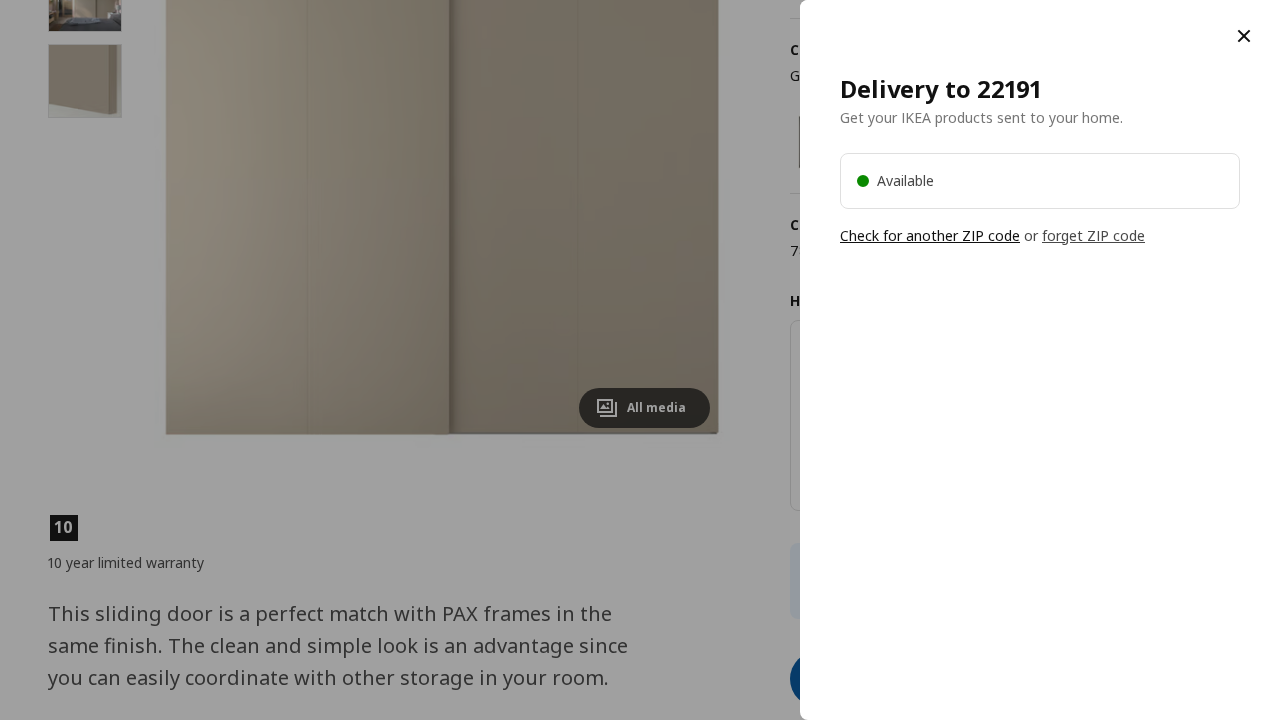 Delivery to 22191
Get your IKEA products sent to your home.
Available
Check for another ZIP code or forget ZIP code
All media
10
10 year limited warranty
This sliding door is a perfect match with PAX frames in the
same finish. The clean and simple look is an advantage since
you can easily coordinate with other storage in your room.